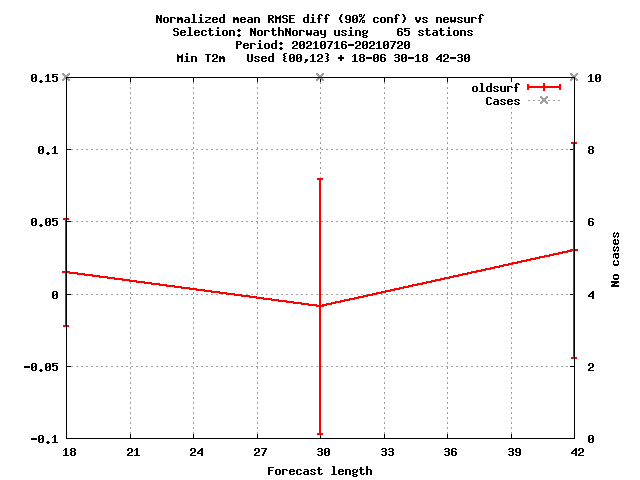 Normalized mean RMSE diff (90% conf) vs newsurf
Selection: NorthNorway using    65 stations
Period: 20210716-20210720
Min T2m   Used {00,12} + 18-06 30-18 42-30
oldsurf
Cases
0.15
0.1
0.05
0
-0.05
-0.1
10
8
6
4
2
0
No cases
18 21 24 27 30 33 36 39 42
Forecast length